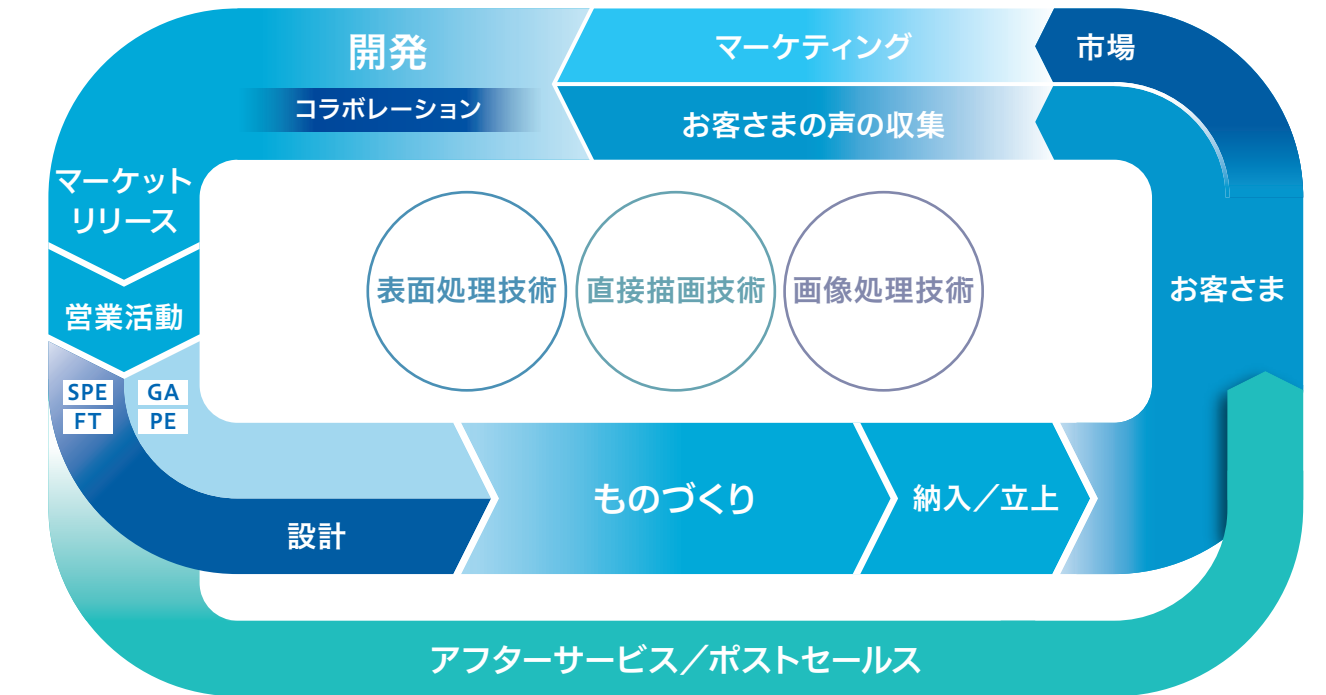 開発
コラボレーション
マーケティング
お客さまの声の収集
市場
マーケット
リリース
営業活動
SPE
GA
FT
PE
表面処理技術
直接描画技術
画像処理技術
お客さま
設計
ものづくり
納入／立上
アフターサービス／ポストセールス